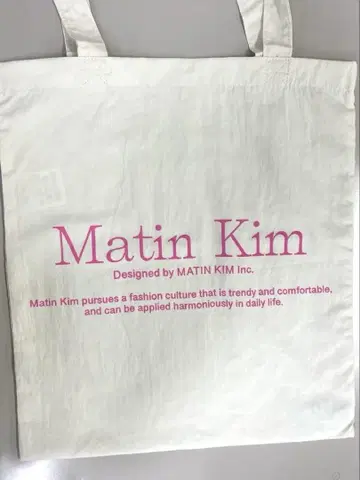 Matin Kim
Designed by MATIN KIM Inc.
Matin Kim pursues a fashion culture that is trendy and comfortable,
and can be applied harmoniously in daily life.